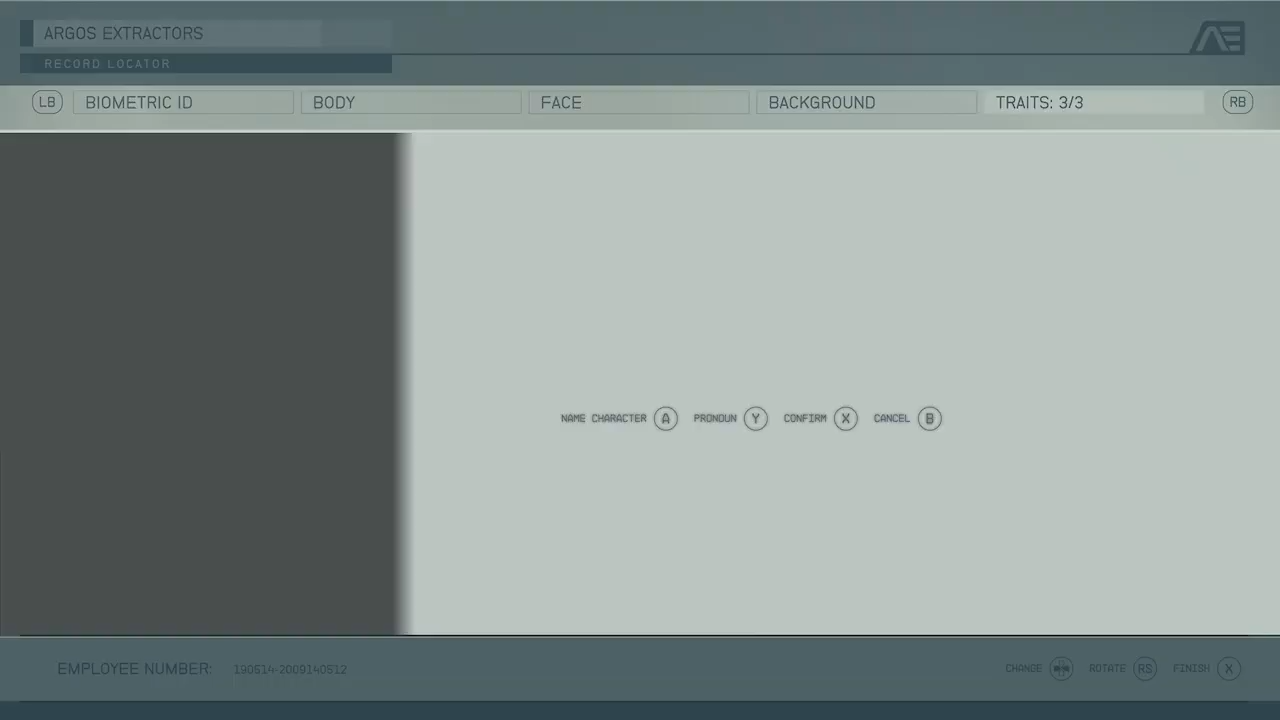 ARGOS EXTRACTORS
RECORD LOCATOR
LB BIOMETRIC ID BODY FACE BACKGROUND TRAITS: 3/3 RB
NAME CHARACTER A PRONOUN Y CONFIRM X CANCEL B
EMPLOYEE NUMBER: 190514-2009140512 CHANGE ROTATE RS FINISH X